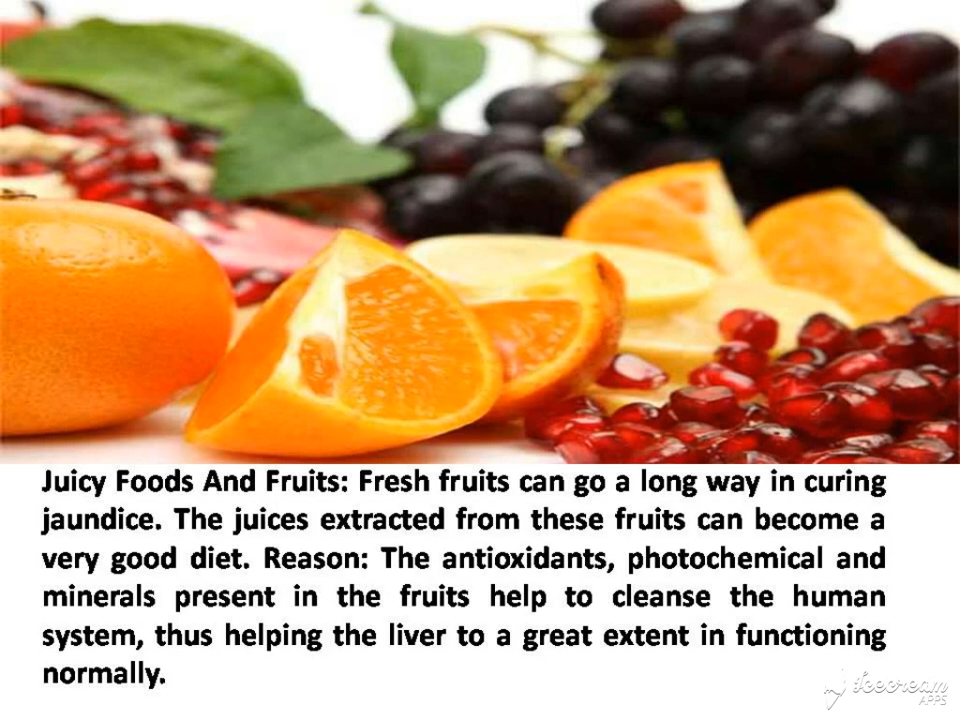 Juicy Foods And Fruits: Fresh fruits can go a long way in curing
jaundice. The juices extracted from these fruits can become a
very good diet. Reason: The antioxidants, photochemical and
minerals present in the fruits help to cleanse the human
system, thus helping the liver to a great extent in functioning
normally.
Icecream
APPS